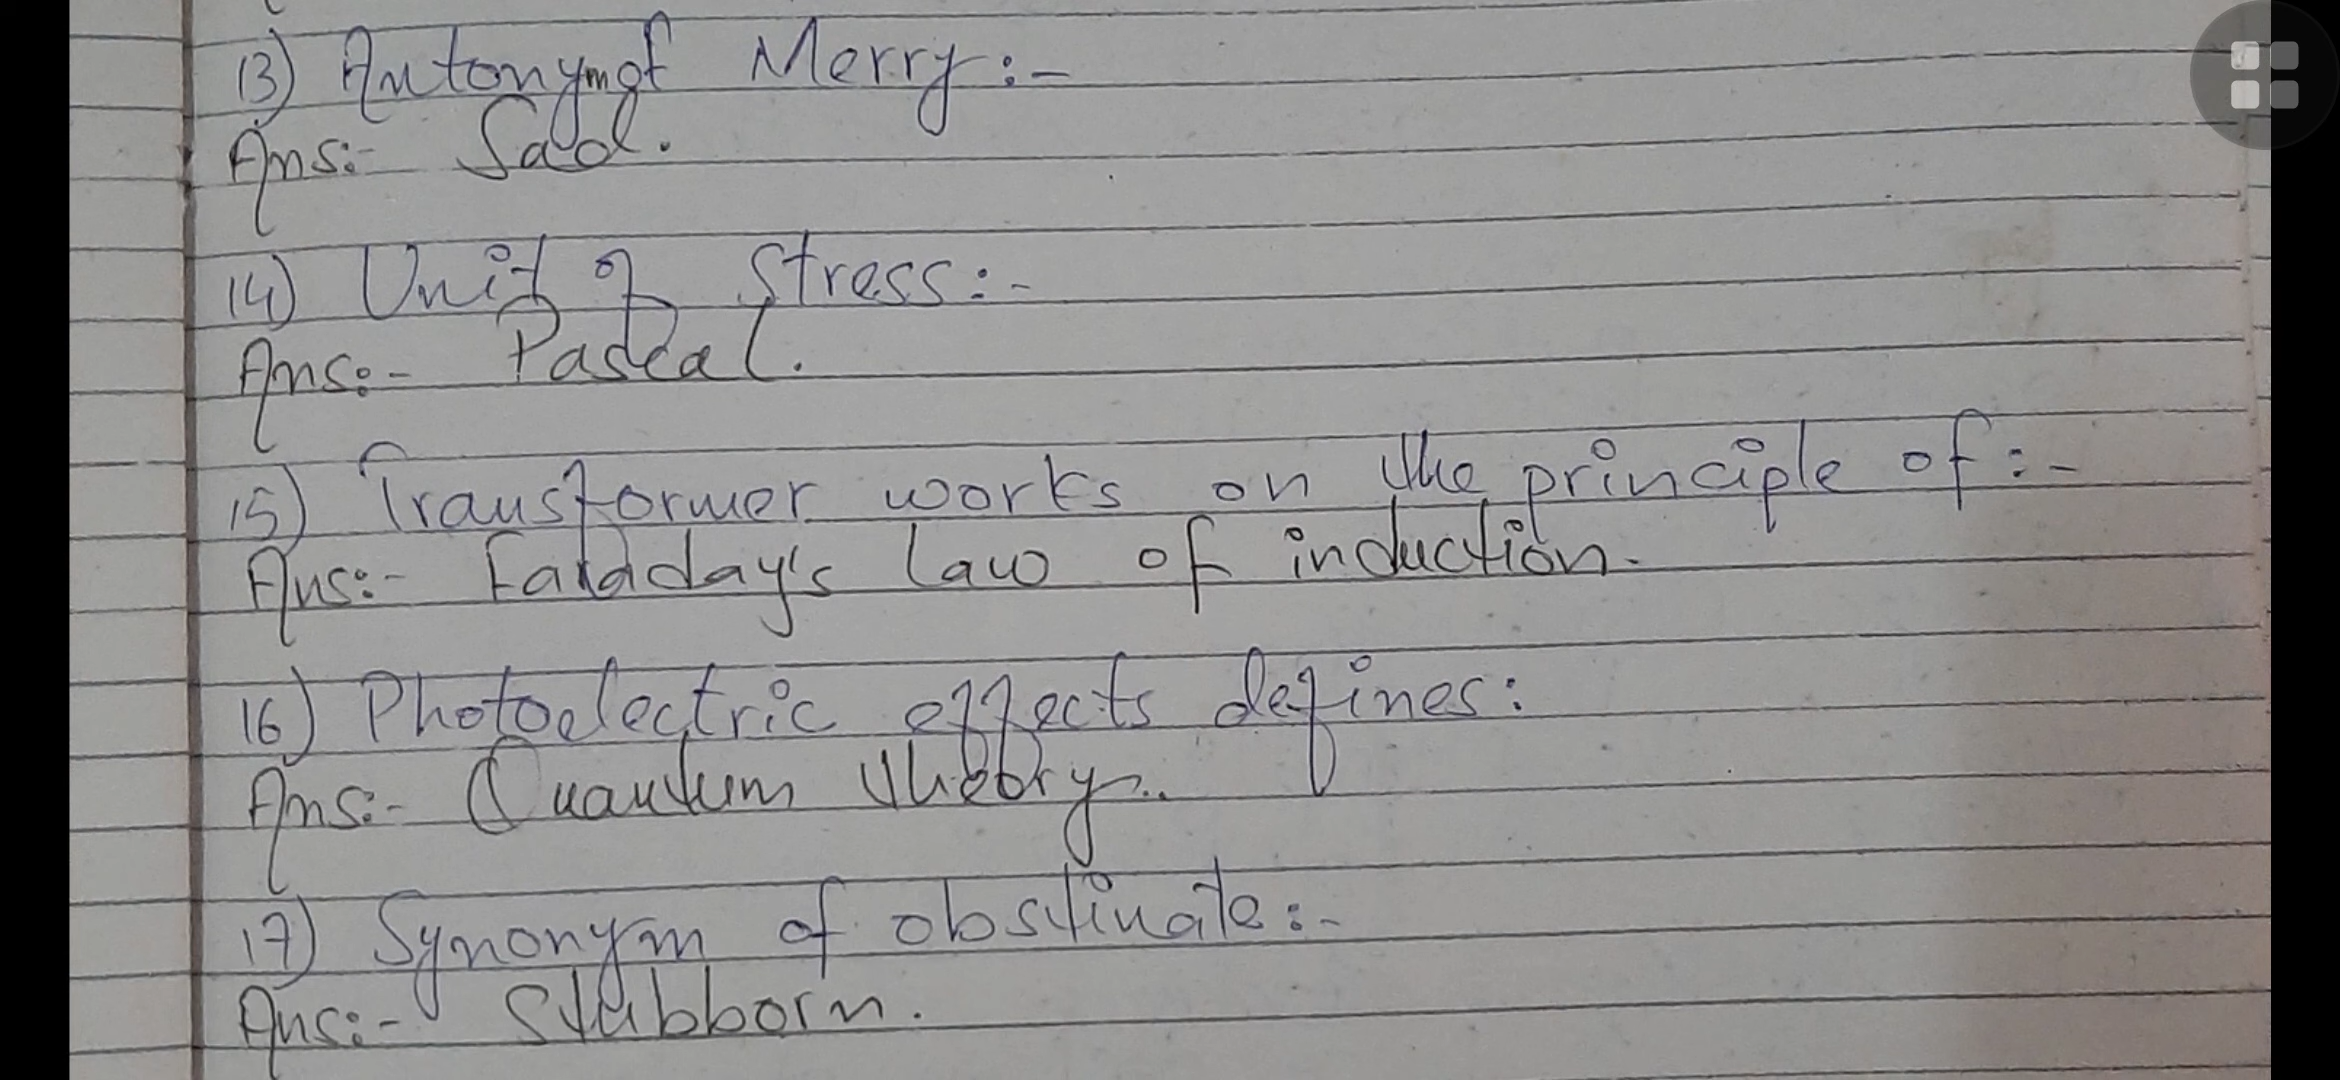 13) Antonym of Merry:-
Ans:- Sad.
14) Unit of Stress:-
Ans:- Pascal.
15) Transformer works on the principle of:-
Ans:- Faraday's law of induction.
16) Photoelectric effects defines:
Ans:- Quantum theory..
17) Synonym of obstinate:-
Ans:- Stubborn.